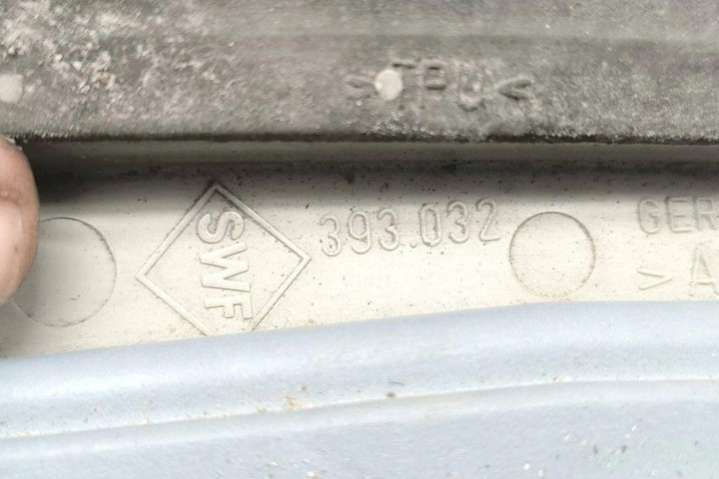 >TPU<
SWF
393.032
GER
> A